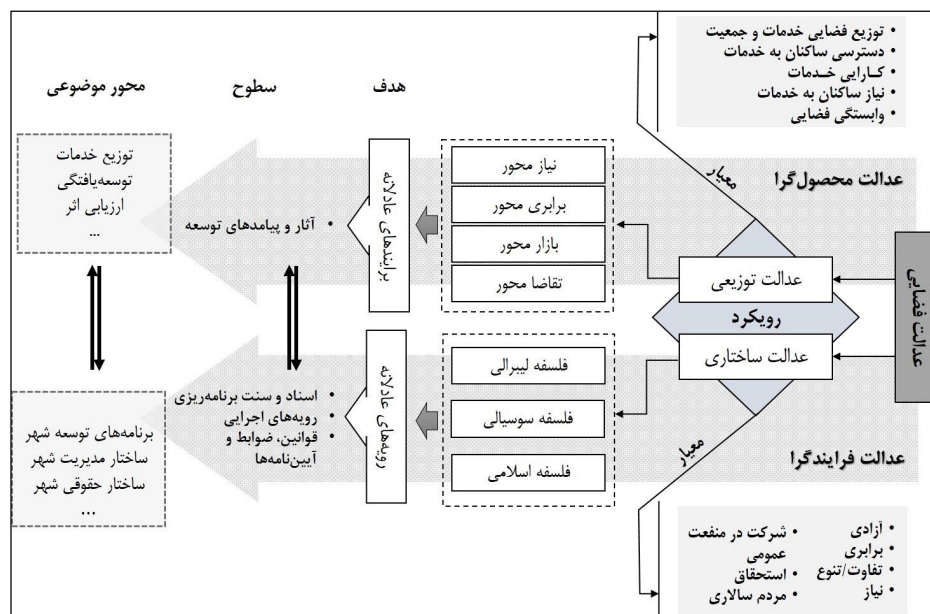 توزیع فضایی خدمات و جمعیت
دسترسی ساکنان به خدمات
کـارایی خـدمات
نیاز ساکنان به خدمات
وابستگی فضایی
هدف
سطوح
محور موضوعی
عدالت محصول‌گرا
معیار
عدالت فضایی
عدالت توزیعی
رویکرد
عدالت ساختاری
نیاز محور
برابری محور
بازار محور
تقاضا محور
برایندهای عادلانه
آثار و پیامدهای توسعه
توزیع خدمات
توسعه‌یافتگی
ارزیابی اثر
...
فلسفه لیبرالی
فلسفه سوسیالی
فلسفه اسلامی
رویه‌های عادلانه
اسناد و سنت برنامه‌ریزی
رویه‌های اجرایی
قوانین، ضوابط و
آیین‌نامه‌ها
برنامه‌های توسعه شهر
ساختار مدیریت شهر
ساختار حقوقی شهر
...
عدالت فرایندگرا
معیار
آزادی
برابری
تفاوت/تنوع
نیاز
شرکت در منفعت
عمومی
استحقاق
مردم سالاری